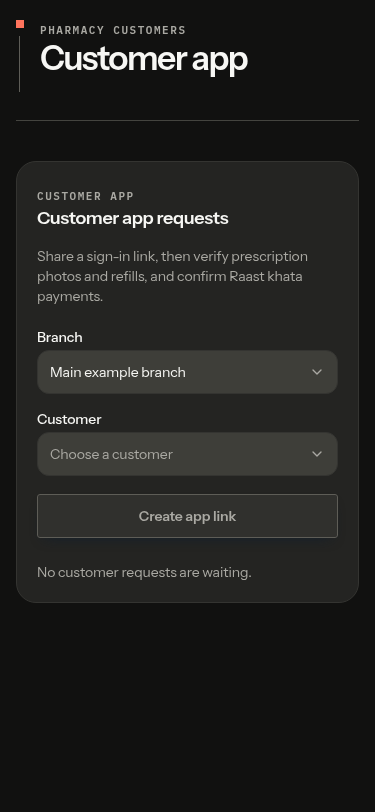 PHARMACY CUSTOMERS
Customer app
CUSTOMER APP
Customer app requests
Share a sign-in link, then verify prescription
photos and refills, and confirm Raast khata
payments.
Branch
Main example branch
Customer
Choose a customer
Create app link
No customer requests are waiting.